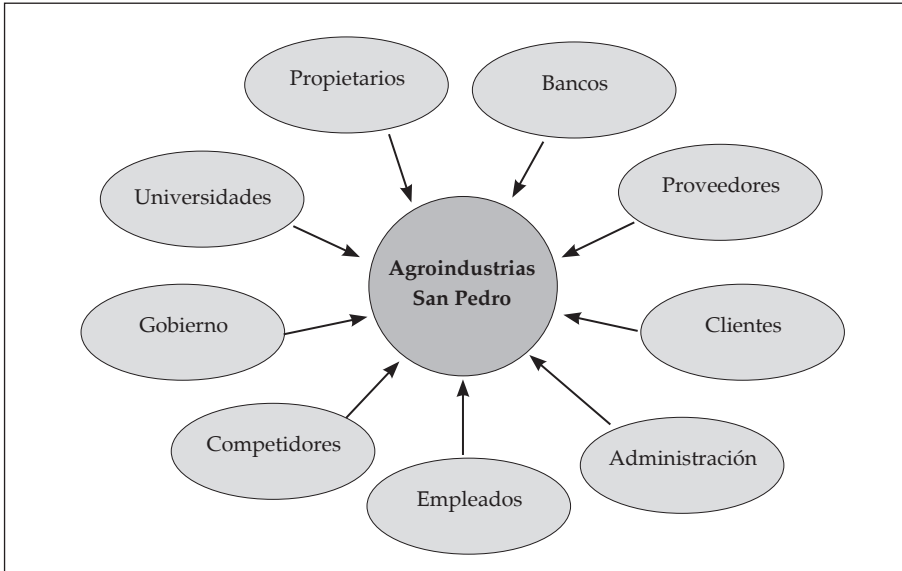 Propietarios
Bancos
Universidades
Proveedores
Agroindustrias
San Pedro
Gobierno
Clientes
Competidores
Administración
Empleados